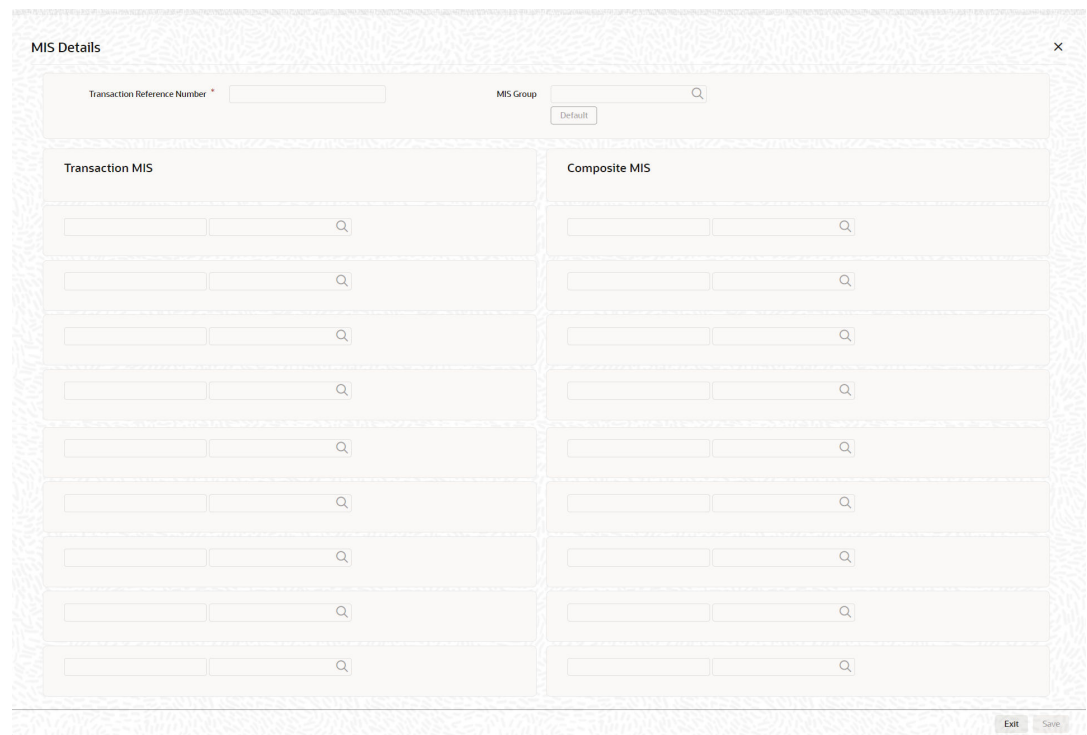 MIS Details
Transaction Reference Number * MIS Group
Default
Transaction MIS Composite MIS
Exit Save